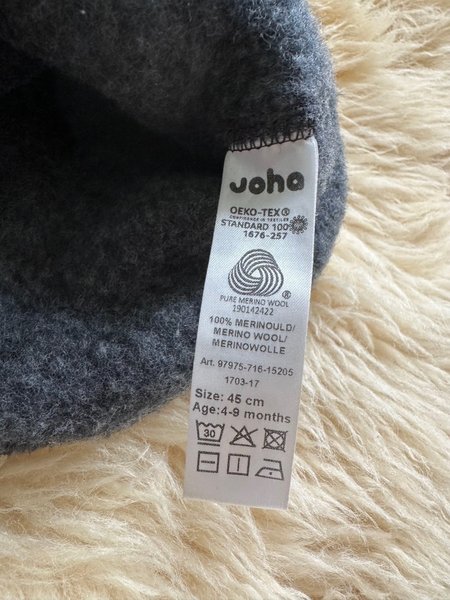 Joha
OEKO-TEX®
CONFIDENCE IN TEXTILES
STANDARD 100
1676-257
®
PURE MERINO WOOL
190142422
100% MERINOULD/
MERINO WOOL/
MERINOWOLLE
Art. 97975-716-15205
1703-17
Size: 45 cm
Age:4-9 months
30